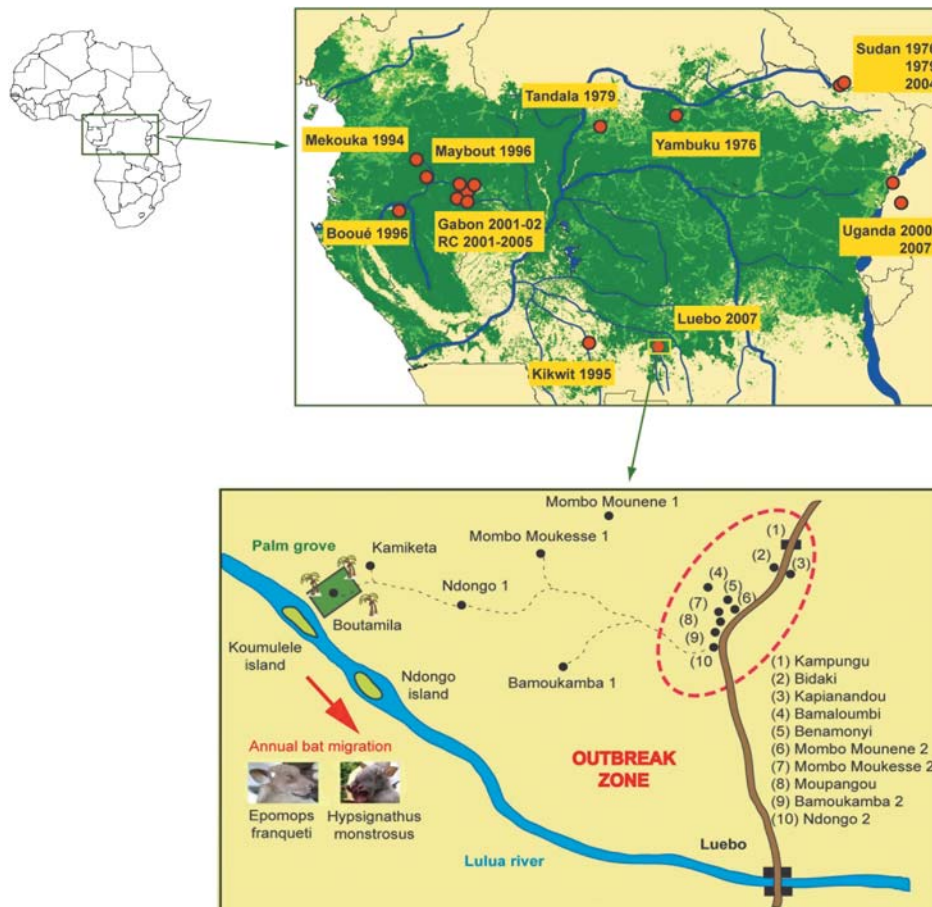 Sudan 1976
1979
2004
Tandala 1979
Mekouka 1994
Maybout 1996
Yambuku 1976
Booué 1996
Gabon 2001-02
RC 2001-2005
Uganda 2000
2007
Luebo 2007
Kikwit 1995
Mombo Mounene 1
Palm grove
Kamiketa
Mombo Moukesse 1
Ndongo 1
Boutamila
Koumulele
island
Ndongo
island
Bamoukamba 1
(1)
(2)
(3)
(4)
(5)
(6)
(7)
(8)
(9)
(10)
(1) Kampungu
(2) Bidaki
(3) Kapianandou
(4) Bamaloumbi
(5) Benamonyi
(6) Mombo Mounene 2
(7) Mombo Moukesse 2
(8) Moupangou
(9) Bamoukamba 2
(10) Ndongo 2
Annual bat migration
Epomops
franqueti
Hypsignathus
monstrosus
OUTBREAK
ZONE
Lulua river
Luebo